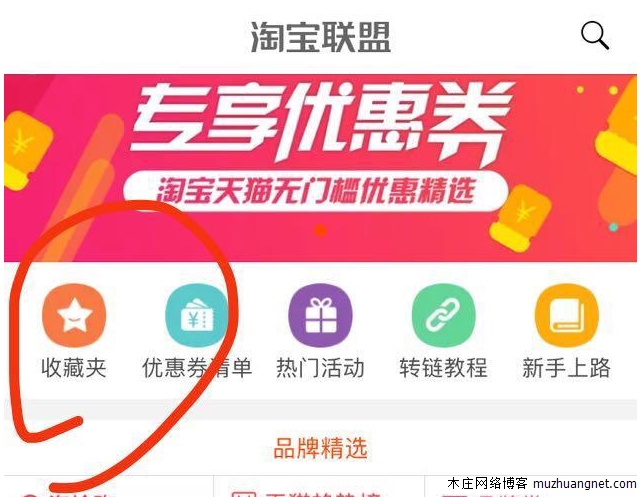 淘宝联盟
专享优惠券
淘宝天猫无门槛优惠精选
收藏夹
优惠券清单
热门活动
转链教程
新手上路
品牌精选
木庄网络博客 muzhuangnet.com